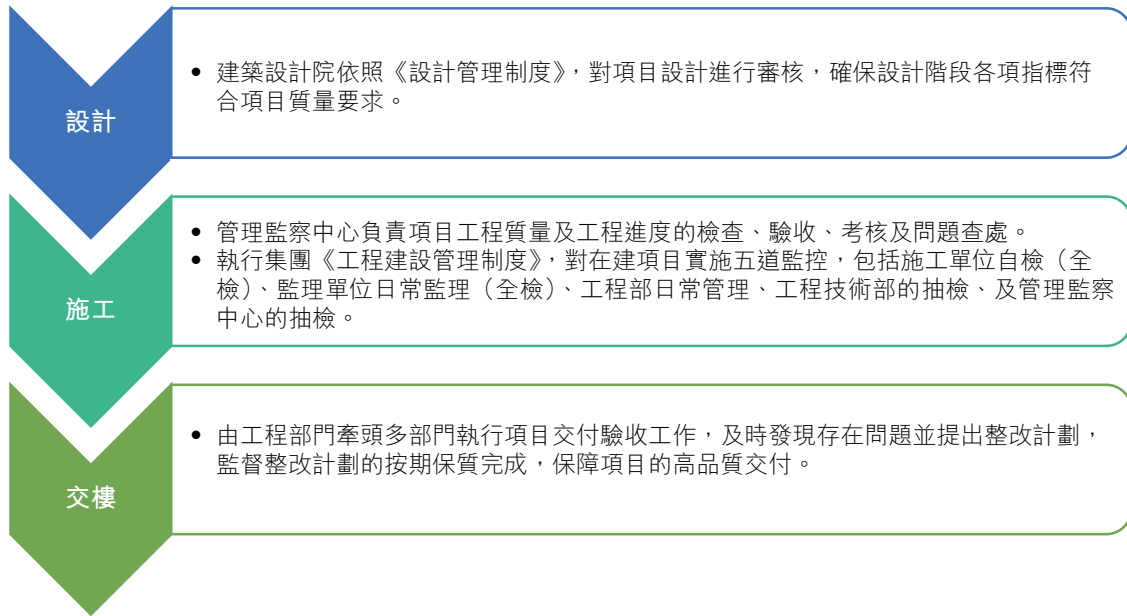 設計
• 建築設計院依照《設計管理制度》，對項目設計進行審核，確保設計階段各項指標符
合項目質量要求。
施工
• 管理監察中心負責項目工程質量及工程進度的檢查、驗收、考核及問題查處。
• 執行集團《工程建設管理制度》，對在建項目實施五道監控，包括施工單位自檢（全
檢）、監理單位日常監理（全檢）、工程部日常管理、工程技術部的抽檢、及管理監察
中心的抽檢。
交樓
• 由工程部門牽頭多部門執行項目交付驗收工作，及時發現存在問題並提出整改計劃，
監督整改計劃的按期保質完成，保障項目的高品質交付。